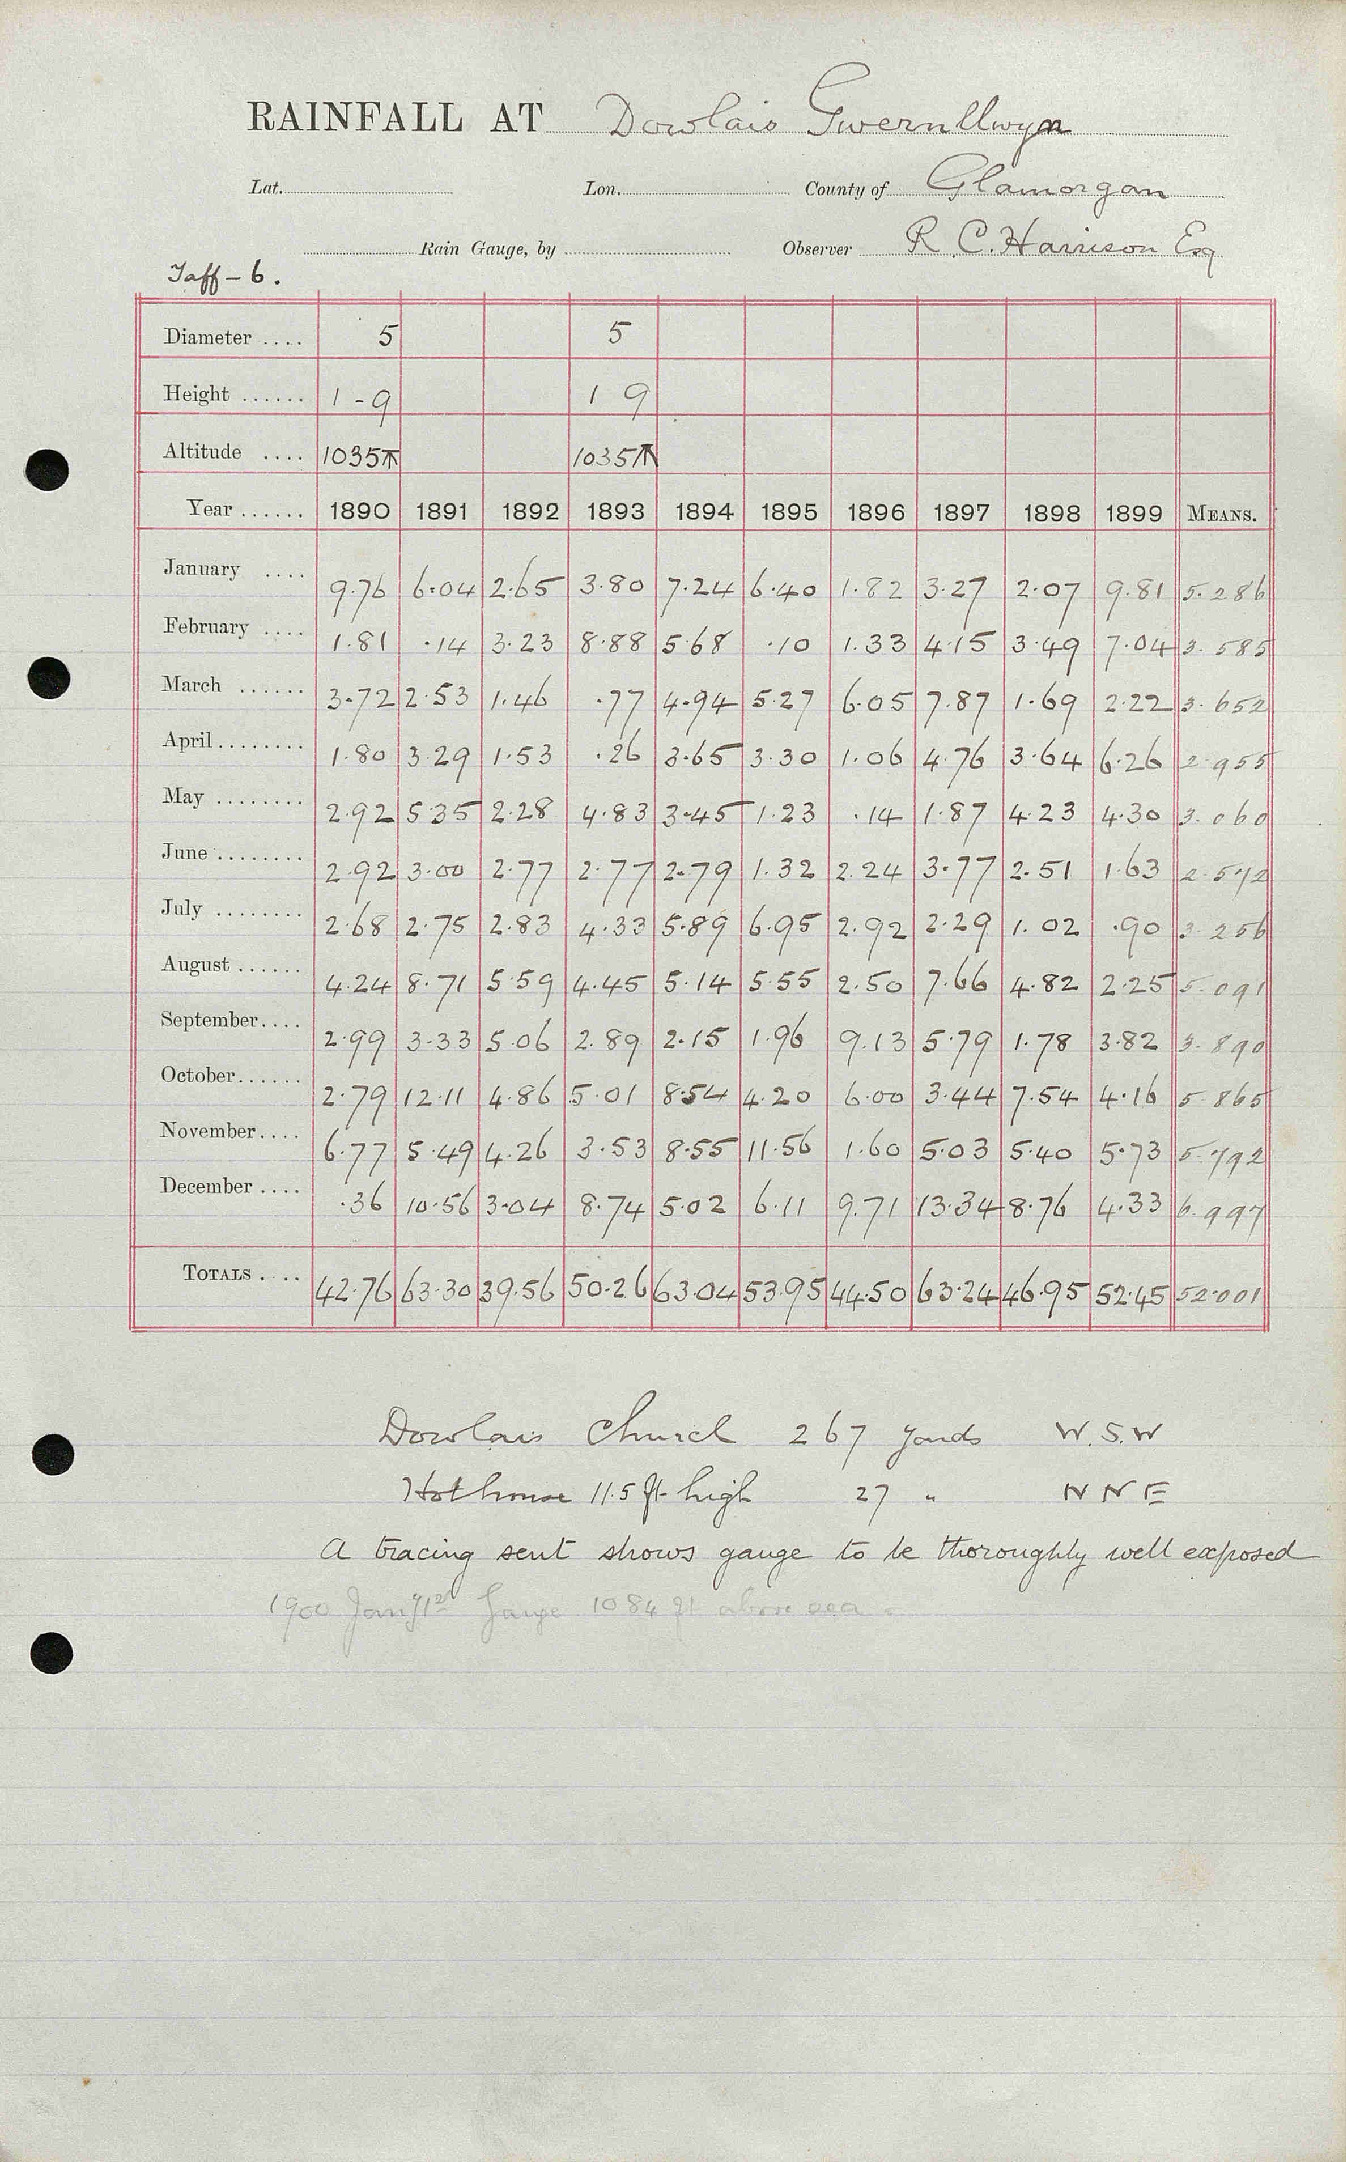 RAINFALL AT Dowlais Gwernllwyn
Lat. Lon. County of Glamorgan
Rain Gauge, by Observer R. C. Harrison Esq
Taff - 6.
Diameter .... 5 5
Height ...... 1 - 9 1 9
Altitude .... 1035 1035
Year ...... 1890 1891 1892 1893 1894 1895 1896 1897 1898 1899 MEANS.
January .... 9.76 6.04 2.65 3.80 7.24 6.40 1.82 3.27 2.07 9.81 5.286
February .... 1.81 .14 3.23 8.88 5.68 .10 1.33 4.15 3.49 7.04 3.585
March ...... 3.72 2.53 1.46 .77 4.94 5.27 6.05 7.87 1.69 2.22 3.652
April ........ 1.80 3.29 1.53 .26 3.65 3.30 1.06 4.76 3.64 6.26 2.955
May ........ 2.92 5.35 2.28 4.83 3.45 1.23 .14 1.87 4.23 4.30 3.060
June ........ 2.92 3.00 2.77 2.77 2.79 1.32 2.24 3.77 2.51 1.63 2.572
July ........ 2.68 2.75 2.83 4.33 5.89 6.95 2.92 2.29 1.02 .90 3.256
August ...... 4.24 8.71 5.59 4.45 5.14 5.55 2.50 7.66 4.82 2.25 5.091
September .... 2.99 3.33 5.06 2.89 2.15 1.96 9.13 5.79 1.78 3.82 3.890
October ...... 2.79 12.11 4.86 5.01 8.54 4.20 6.00 3.44 7.54 4.16 5.865
November .... 6.77 5.49 4.26 3.53 8.55 11.56 1.60 5.03 5.40 5.73 5.792
December .... .36 10.56 3.04 8.74 5.02 6.11 9.71 13.34 8.76 4.33 6.997
TOTALS .... 42.76 63.30 39.56 50.26 63.04 53.95 44.50 63.24 46.95 52.45 52.001
Dowlais Church 267 yards W.S.W
Hothouse 11.5 ft. high 27 " N N E
A tracing sent shows gauge to be thoroughly well exposed
1900 Jany 1st Gauge 1084 ft above sea.